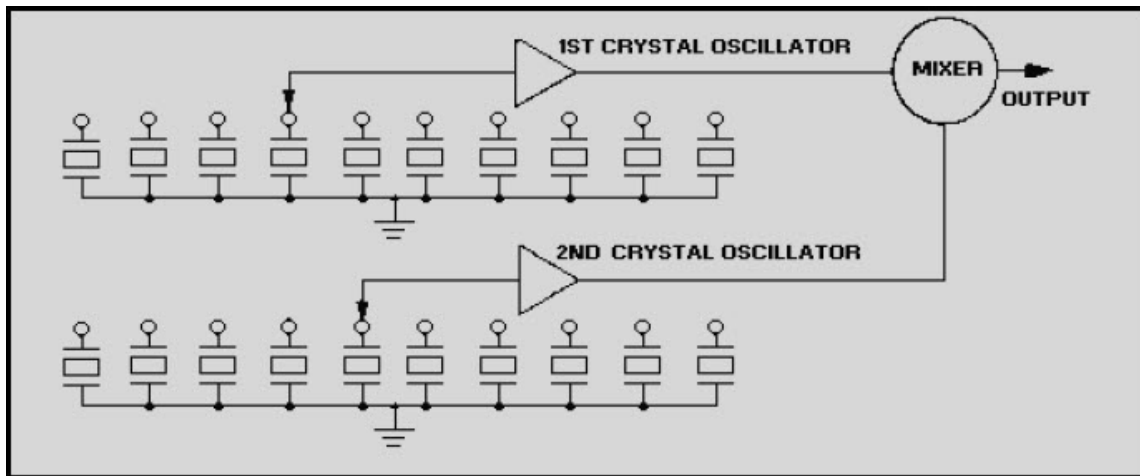 1ST CRYSTAL OSCILLATOR
MIXER
OUTPUT
2ND CRYSTAL OSCILLATOR